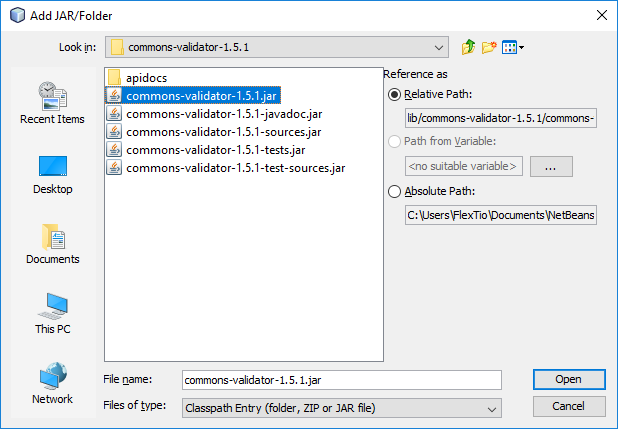 Add JAR/Folder
Look in:
commons-validator-1.5.1
Recent Items
Desktop
Documents
This PC
Network
apidocs
commons-validator-1.5.1.jar
commons-validator-1.5.1-javadoc.jar
commons-validator-1.5.1-sources.jar
commons-validator-1.5.1-tests.jar
commons-validator-1.5.1-test-sources.jar
Reference as
Relative Path:
lib/commons-validator-1.5.1/commons-
Path from Variable:
<no suitable variable>
...
Absolute Path:
C:\Users\FlexTio\Documents\NetBeans
File name:
commons-validator-1.5.1.jar
Open
Files of type:
Classpath Entry (folder, ZIP or JAR file)
Cancel